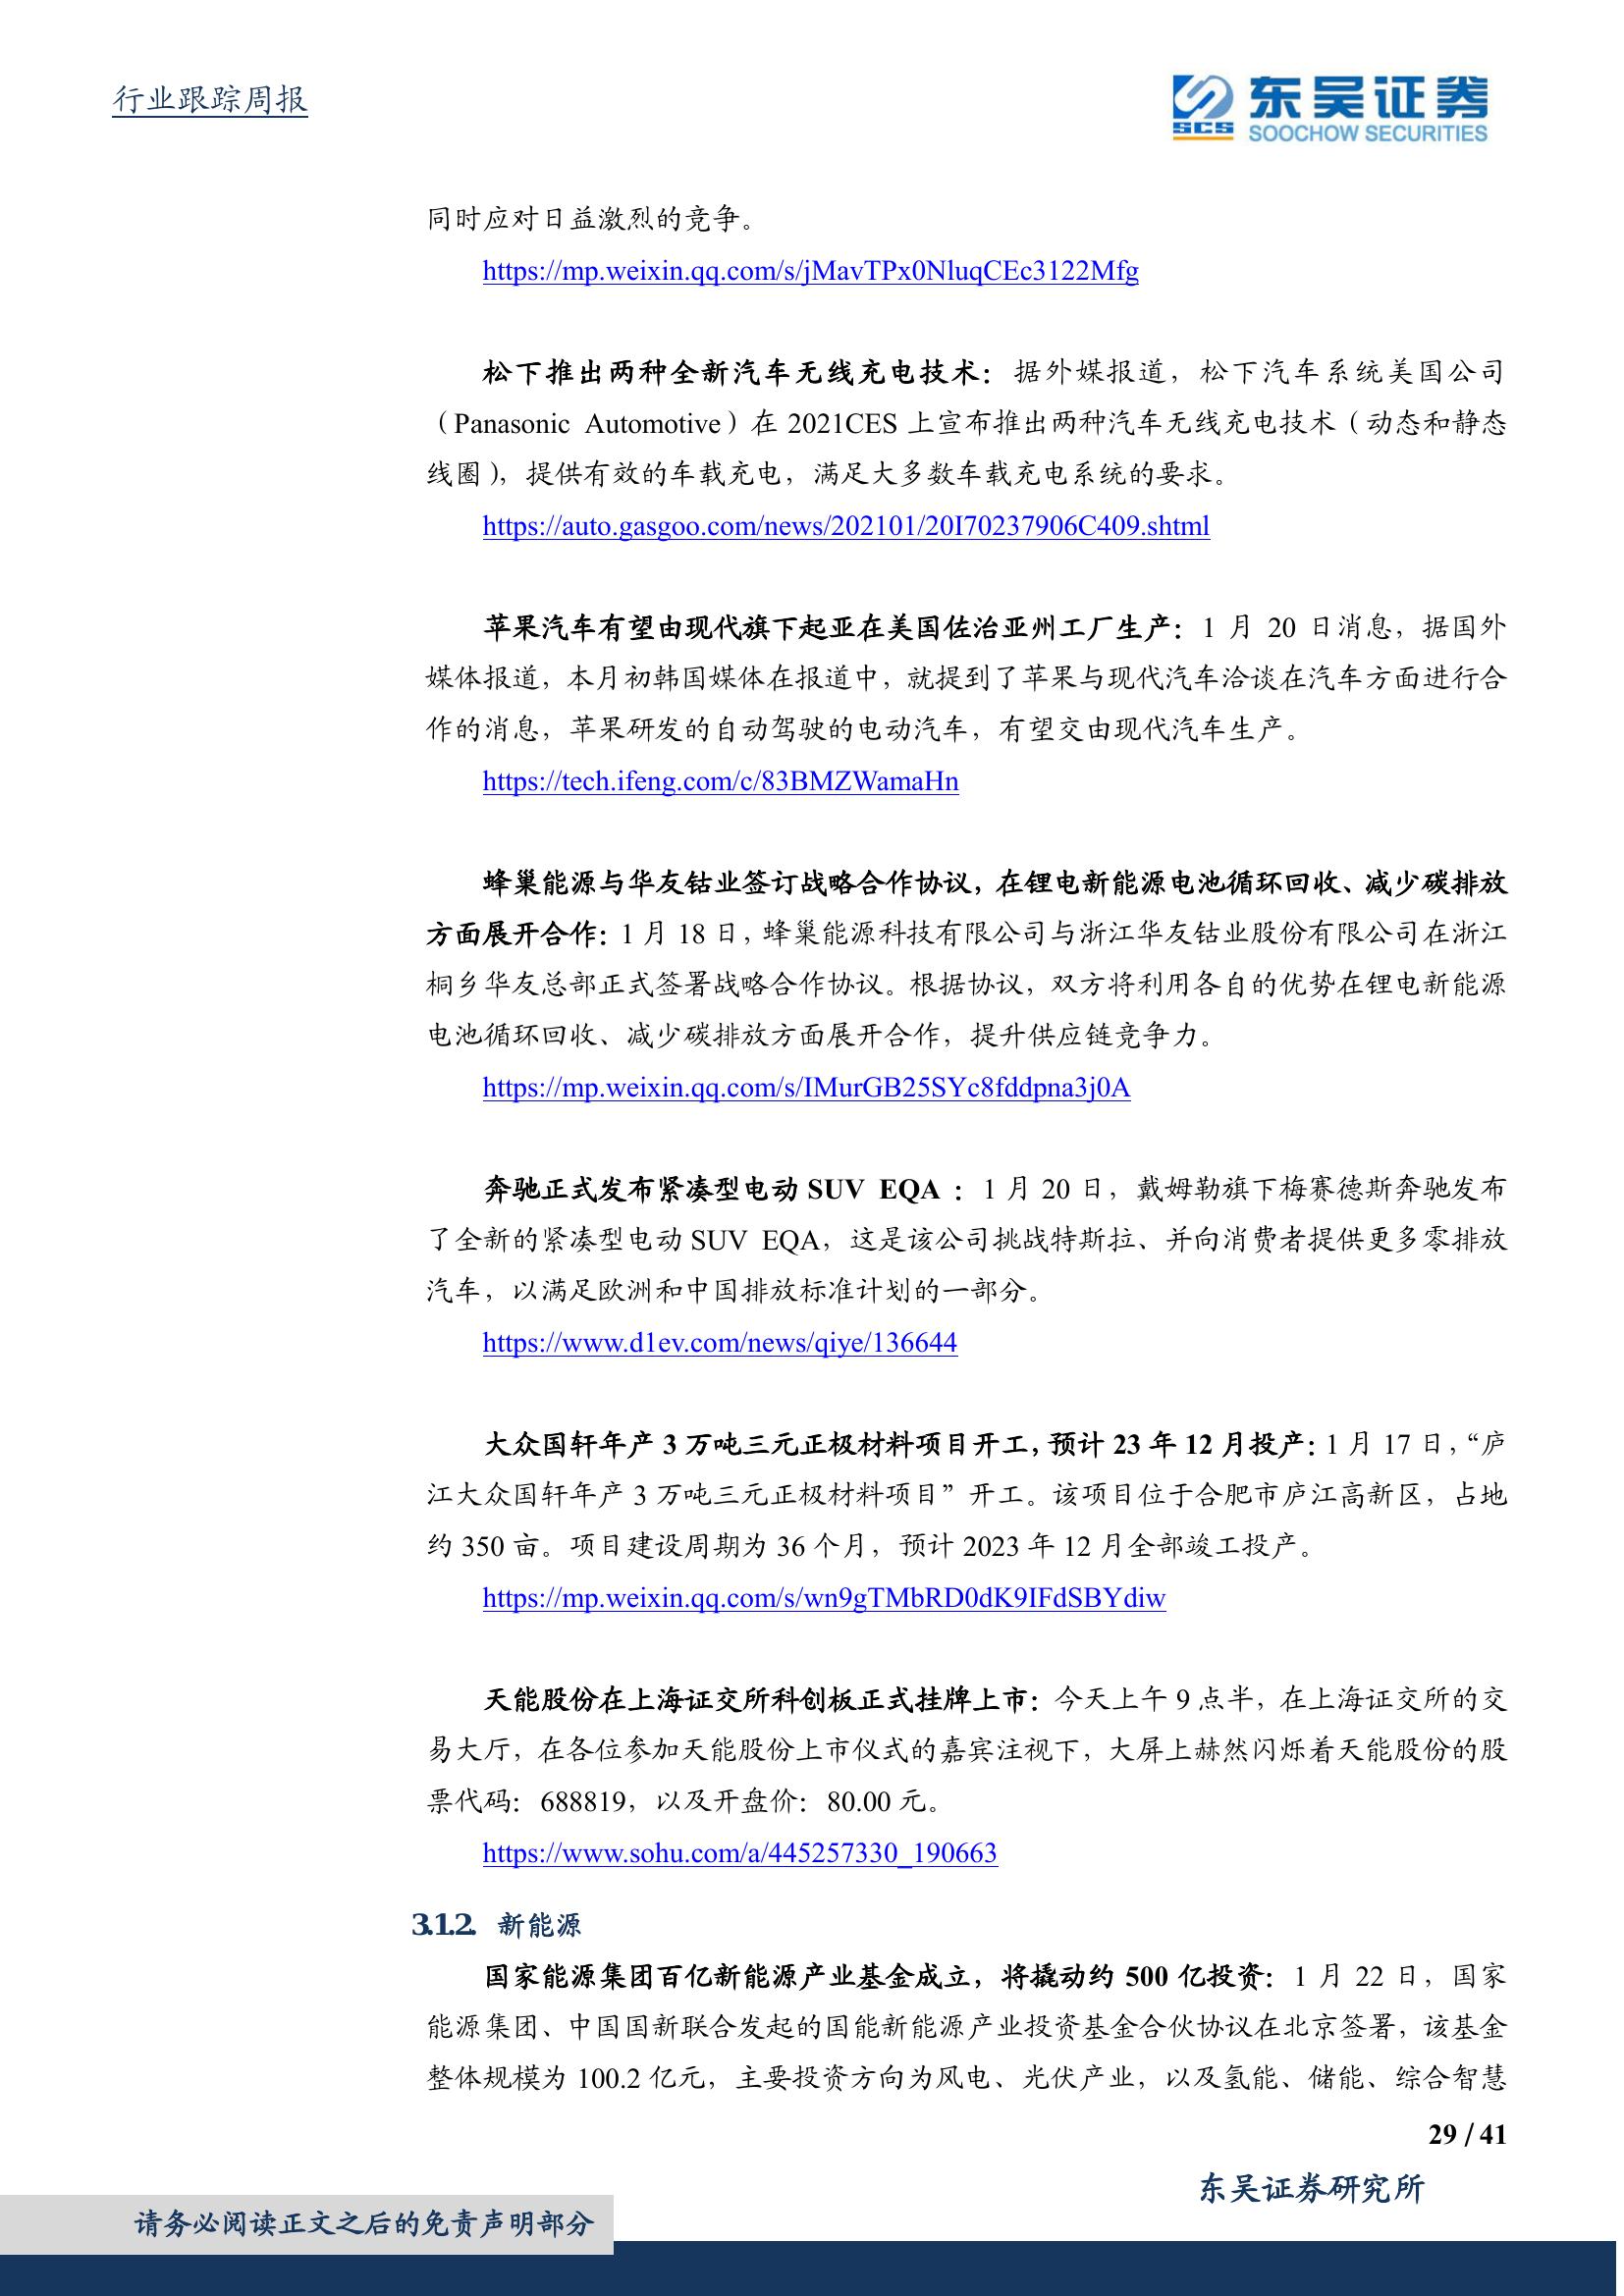 行业跟踪周报
东吴证券
SCS
SOOCHOW SECURITIES
同时应对日益激烈的竞争。
https://mp.weixin.qq.com/s/jMavTPx0NluqCEc3122Mfg
松下推出两种全新汽车无线充电技术：据外媒报道，松下汽车系统美国公司
（Panasonic Automotive）在 2021CES 上宣布推出两种汽车无线充电技术（动态和静态
线圈），提供有效的车载充电，满足大多数车载充电系统的要求。
https://auto.gasgoo.com/news/202101/20I70237906C409.shtml
苹果汽车有望由现代旗下起亚在美国佐治亚州工厂生产：1 月 20 日消息，据国外
媒体报道，本月初韩国媒体在报道中，就提到了苹果与现代汽车洽谈在汽车方面进行合
作的消息，苹果研发的自动驾驶的电动汽车，有望交由现代汽车生产。
https://tech.ifeng.com/c/83BMZWamaHn
蜂巢能源与华友钴业签订战略合作协议，在锂电新能源电池循环回收、减少碳排放
方面展开合作：1 月 18 日，蜂巢能源科技有限公司与浙江华友钴业股份有限公司在浙江
桐乡华友总部正式签署战略合作协议。根据协议，双方将利用各自的优势在锂电新能源
电池循环回收、减少碳排放方面展开合作，提升供应链竞争力。
https://mp.weixin.qq.com/s/IMurGB25SYc8fddpna3j0A
奔驰正式发布紧凑型电动 SUV EQA ：1 月 20 日，戴姆勒旗下梅赛德斯奔驰发布
了全新的紧凑型电动 SUV EQA，这是该公司挑战特斯拉、并向消费者提供更多零排放
汽车，以满足欧洲和中国排放标准计划的一部分。
https://www.d1ev.com/news/qiye/136644
大众国轩年产 3 万吨三元正极材料项目开工，预计 23 年 12 月投产：1 月 17 日，“庐
江大众国轩年产 3 万吨三元正极材料项目”开工。该项目位于合肥市庐江高新区，占地
约 350 亩。项目建设周期为 36 个月，预计 2023 年 12 月全部竣工投产。
https://mp.weixin.qq.com/s/wn9gTMbRD0dK9IFdSBYdiw
天能股份在上海证交所科创板正式挂牌上市：今天上午 9 点半，在上海证交所的交
易大厅，在各位参加天能股份上市仪式的嘉宾注视下，大屏上赫然闪烁着天能股份的股
票代码：688819，以及开盘价：80.00 元。
https://www.sohu.com/a/445257330_190663
3.1.2. 新能源
国家能源集团百亿新能源产业基金成立，将撬动约 500 亿投资：1 月 22 日，国家
能源集团、中国国新联合发起的国能新能源产业投资基金合伙协议在北京签署，该基金
整体规模为 100.2 亿元，主要投资方向为风电、光伏产业，以及氢能、储能、综合智慧
29 / 41
东吴证券研究所
请务必阅读正文之后的免责声明部分